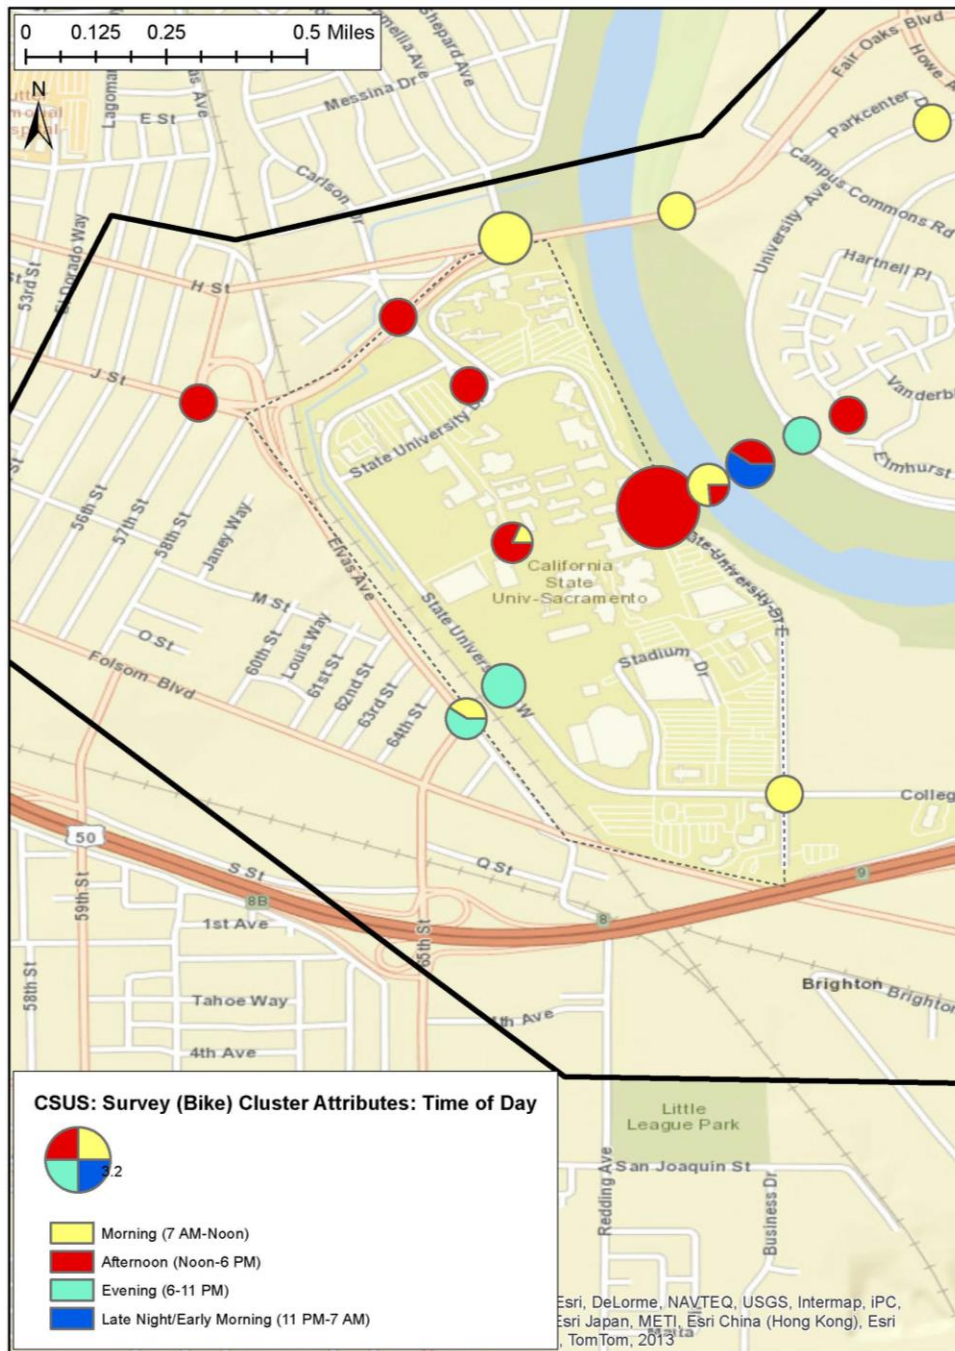 0 0.125 0.25 0.5 Miles
N
Shepard Ave
Messina Dr
E St
Carlson Dr
Fair Oaks Blvd
Parkcenter
Campus Commons Rd
University Ave
Hartnell Pl
53rd St
El Dorado Way
H St
J St
Elmhurst
State University
56th St
57th St
58th St
Janey Way
Elvas Ave
California
State
Univ-Sacramento
M St
O St
60th St
Louis Way
61st St
62nd St
63rd St
64th St
Folsom Blvd
Stadium Dr
W
50
59th St
S St
8B
Q St
8
9
1st Ave
65th St
58th St
Tahoe Way
4th Ave
Brighton
Brighton
Little
League Park
San Joaquin St
Redding Ave
Business Dr
CSUS: Survey (Bike) Cluster Attributes: Time of Day
3.2
Morning (7 AM-Noon)
Afternoon (Noon-6 PM)
Evening (6-11 PM)
Late Night/Early Morning (11 PM-7 AM)
Esri, DeLorme, NAVTEQ, USGS, Intermap, iPC,
Esri Japan, METI, Esri China (Hong Kong), Esri
, TomTom, 2013